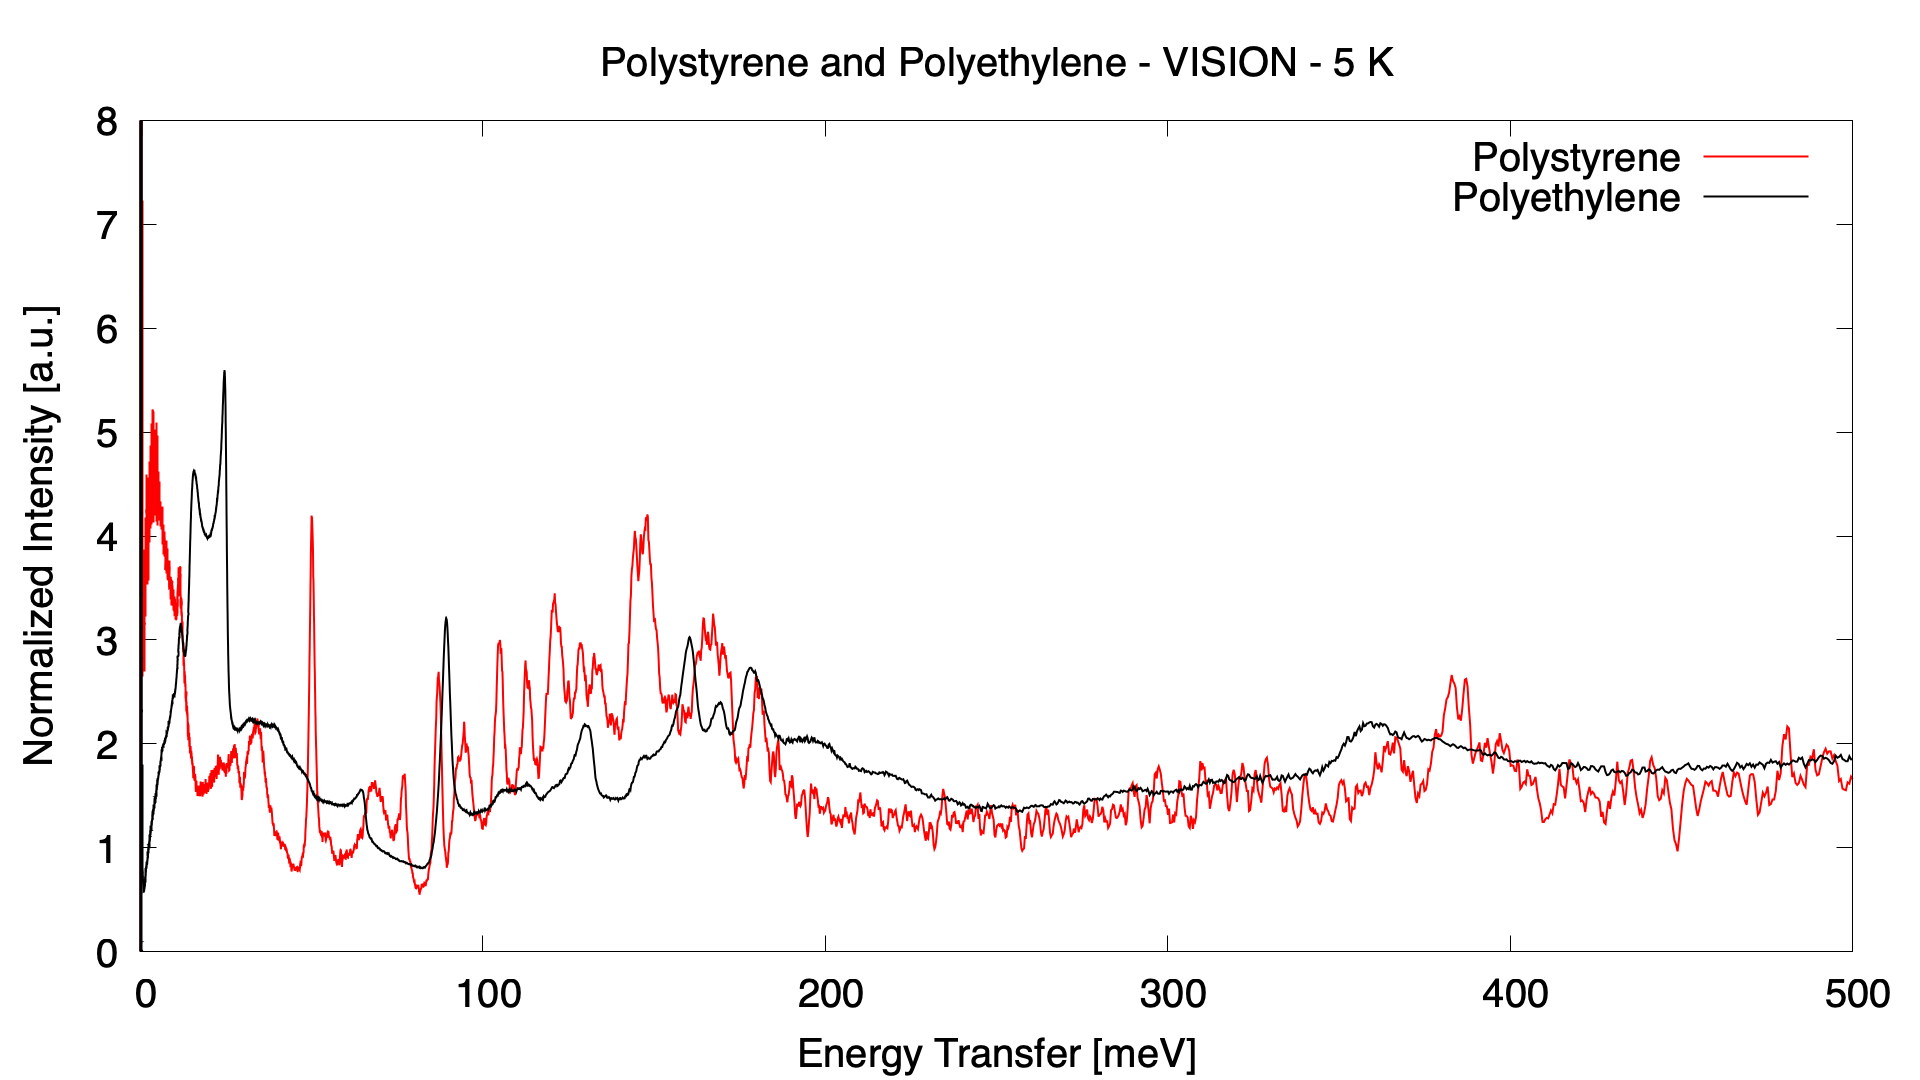 Polystyrene and Polyethylene - VISION - 5 K
8
7
6
5
4
3
2
1
0
Normalized Intensity [a.u.]
Polystyrene
Polyethylene
0 100 200 300 400 500
Energy Transfer [meV]